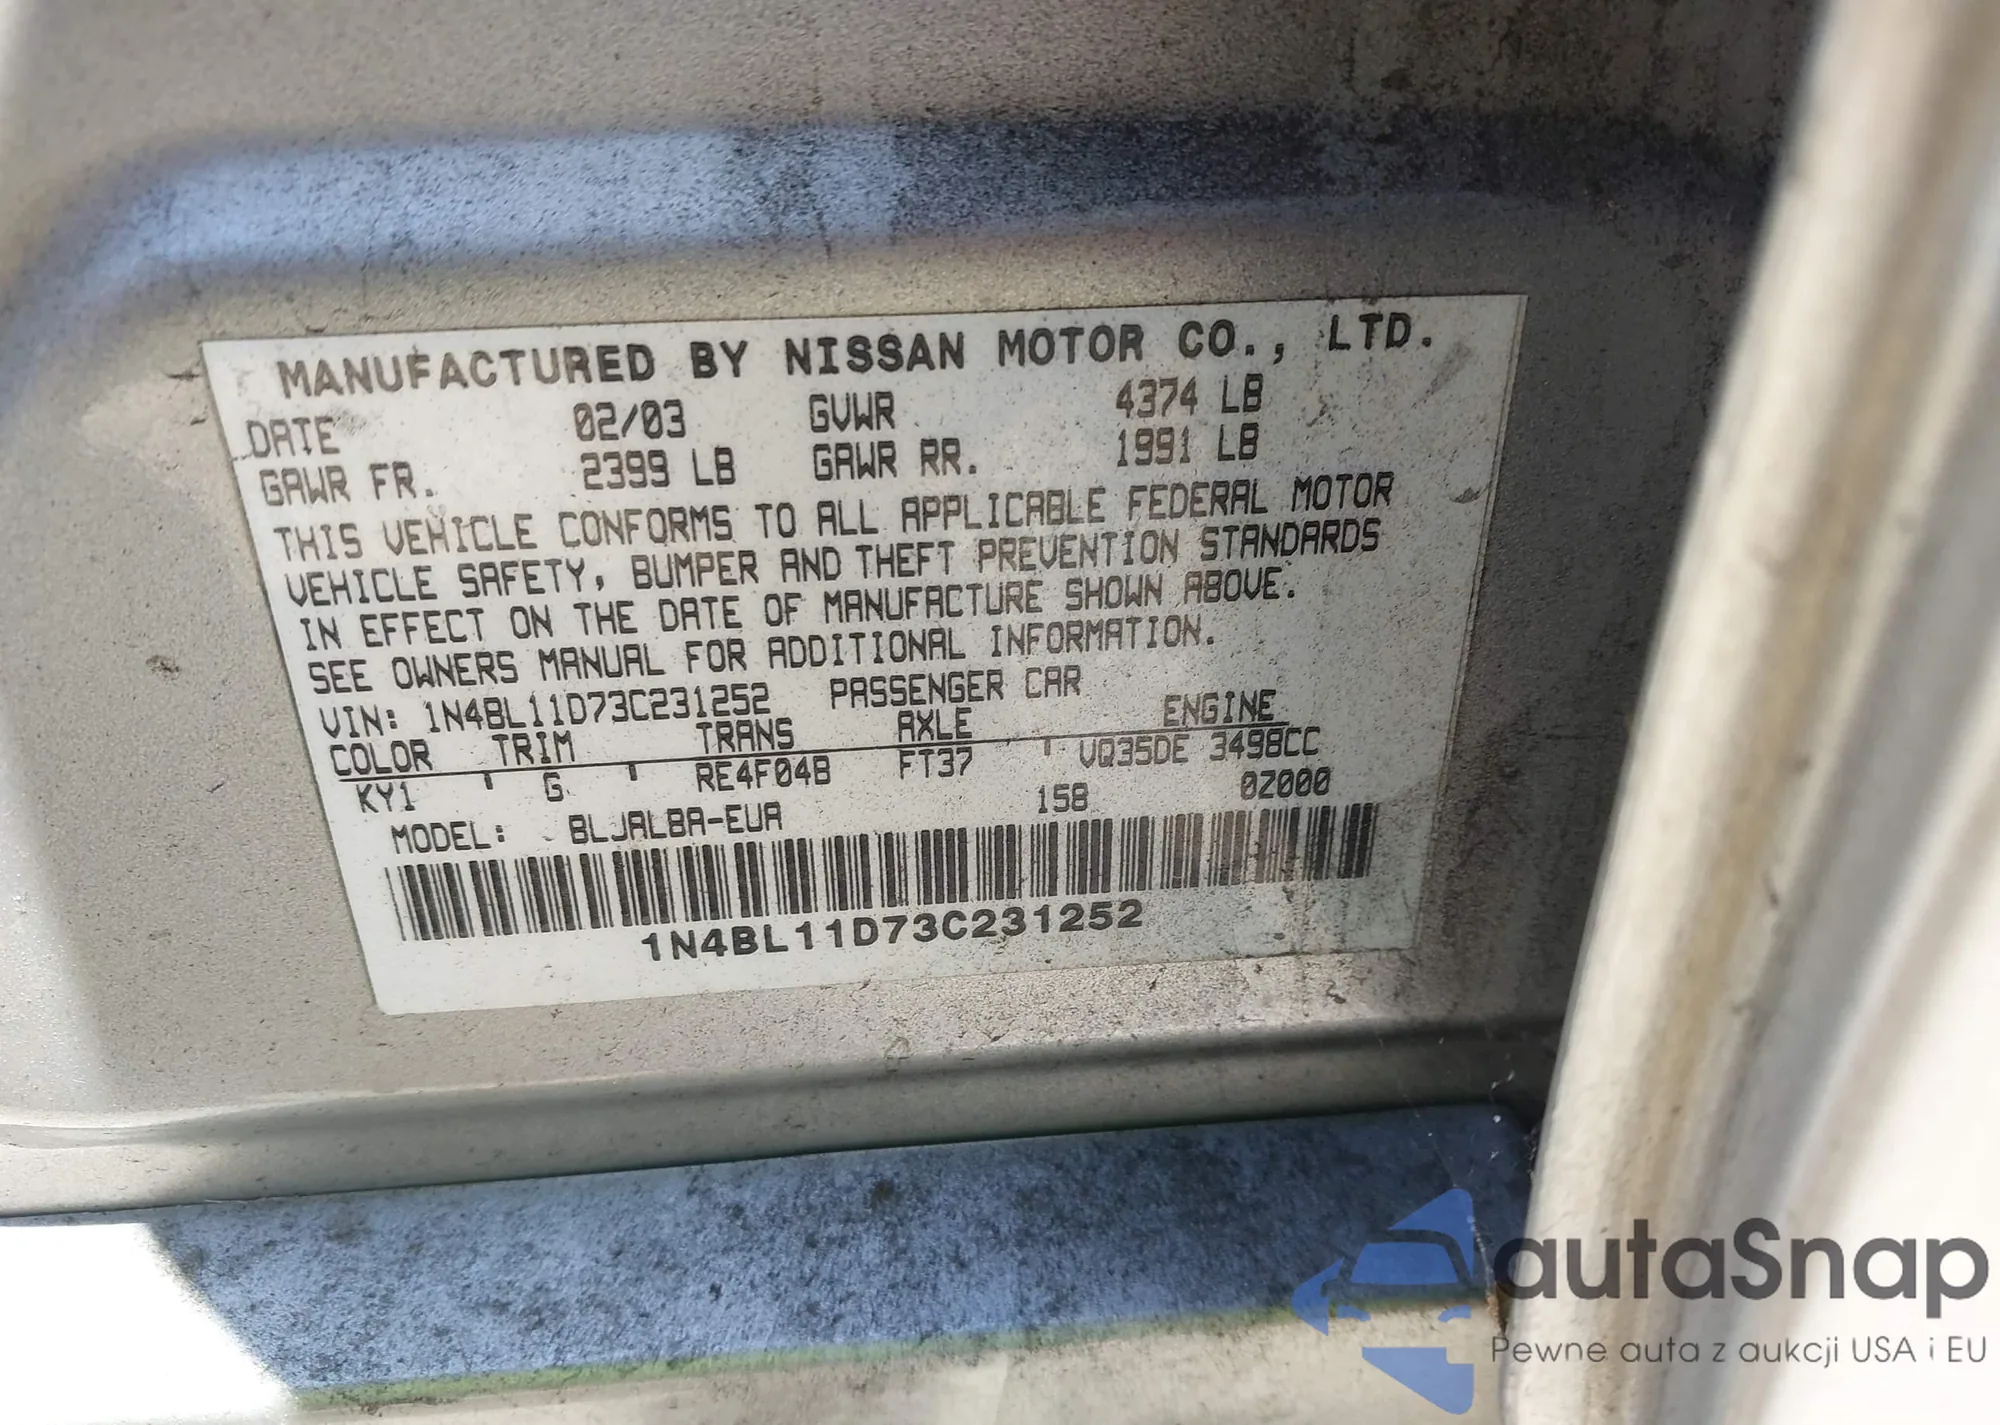 MANUFACTURED BY NISSAN MOTOR CO., LTD.
DATE 02/03 GVWR 4374 LB
GAWR FR. 2399 LB GAWR RR. 1991 LB
THIS VEHICLE CONFORMS TO ALL APPLICABLE FEDERAL MOTOR
VEHICLE SAFETY, BUMPER AND THEFT PREVENTION STANDARDS
IN EFFECT ON THE DATE OF MANUFACTURE SHOWN ABOVE.
SEE OWNERS MANUAL FOR ADDITIONAL INFORMATION.
VIN: 1N4BL11D73C231252 PASSENGER CAR
COLOR TRIM TRANS AXLE ENGINE
KY1 G RE4F04B FT37 VQ35DE 3498CC
MODEL: BLJALBA-EUA 158 0Z000
1N4BL11D73C231252
autaSnap
Pewne auta z aukcji USA i EU